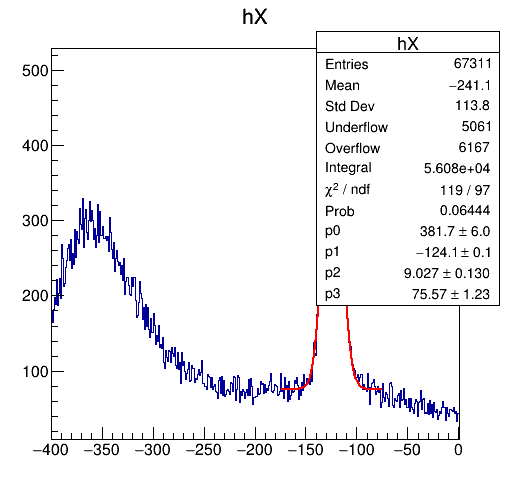 hX
hX
Entries 67311
Mean −241.1
Std Dev 113.8
Underflow 5061
Overflow 6167
Integral 5.608e+04
χ² / ndf 119 / 97
Prob 0.06444
p0 381.7 ± 6.0
p1 −124.1 ± 0.1
p2 9.027 ± 0.130
p3 75.57 ± 1.23
500
400
300
200
100
−400 −350 −300 −250 −200 −150 −100 −50 0